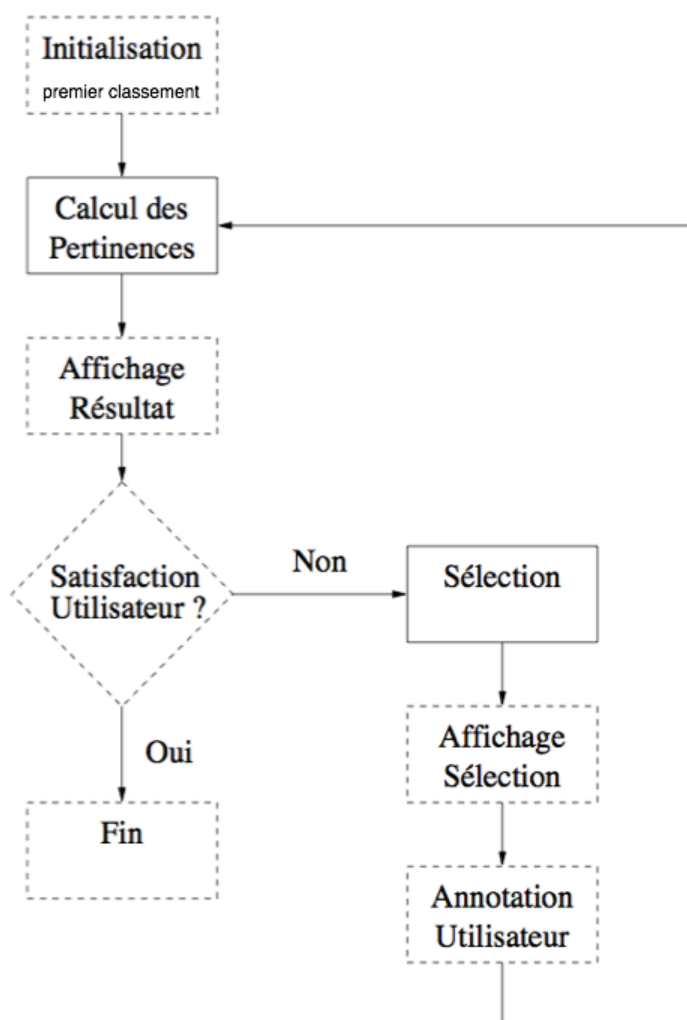 Initialisation
premier classement
Calcul des
Pertinences
Affichage
Résultat
Satisfaction
Utilisateur ?
Non
Sélection
Affichage
Sélection
Annotation
Utilisateur
Oui
Fin